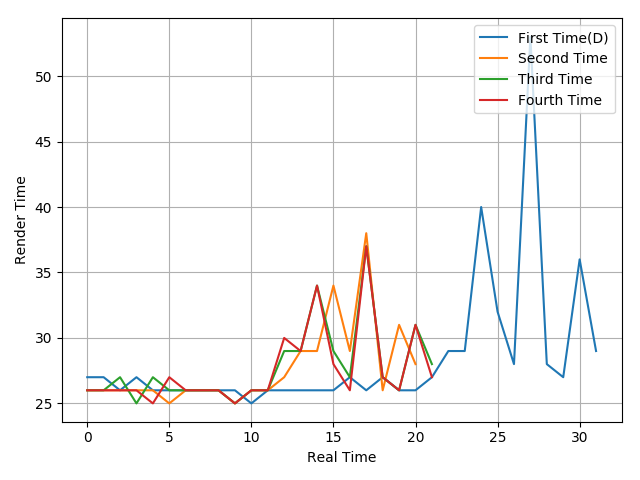 First Time(D)
Second Time
Third Time
Fourth Time
Render Time
50
45
40
35
30
25
0 5 10 15 20 25 30
Real Time